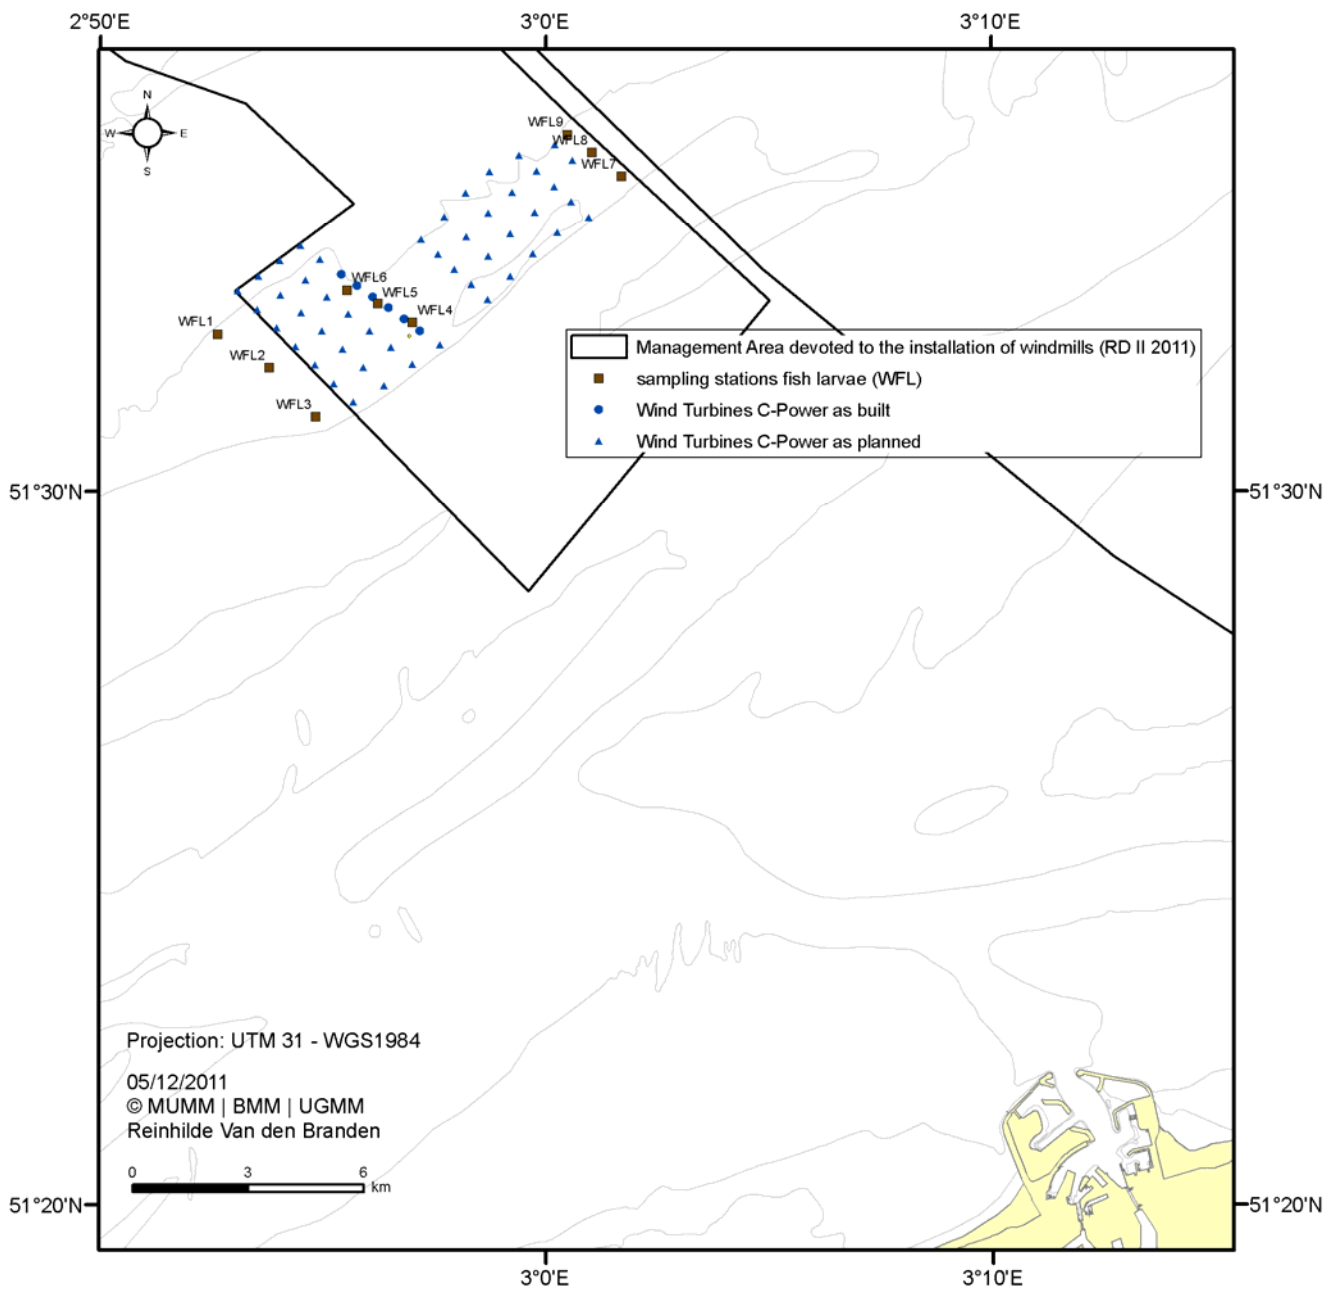 2°50'E 3°0'E 3°10'E
N
W E
S
WFL9
WFL8
WFL7
WFL6
WFL5
WFL4
WFL1
WFL2
WFL3
Management Area devoted to the installation of windmills (RD II 2011)
sampling stations fish larvae (WFL)
Wind Turbines C-Power as built
Wind Turbines C-Power as planned
51°30'N 51°30'N
Projection: UTM 31 - WGS1984
05/12/2011
© MUMM | BMM | UGMM
Reinhilde Van den Branden
0 3 6
km
51°20'N 51°20'N
3°0'E 3°10'E